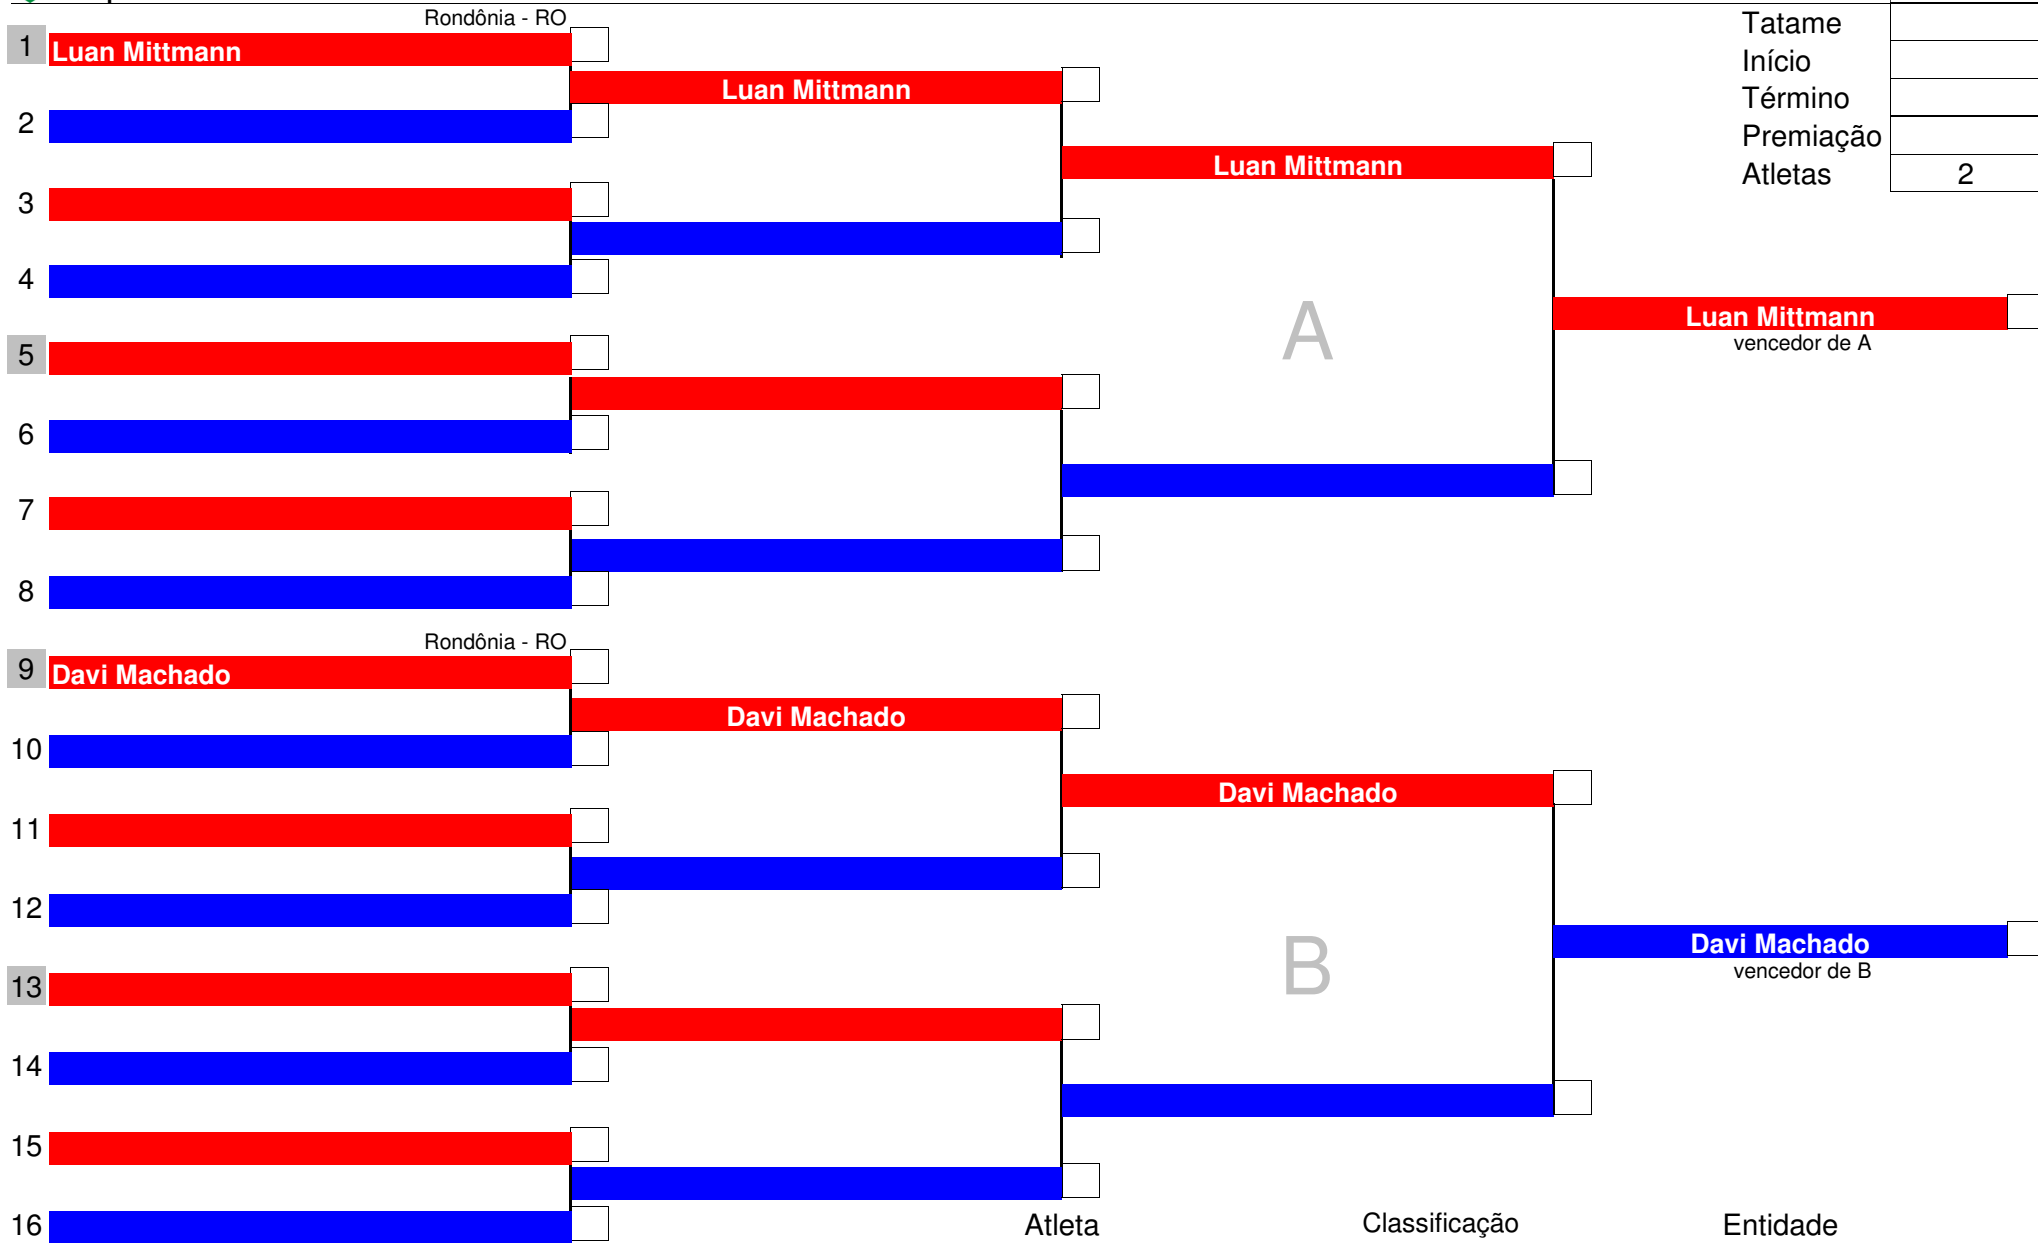 Rondônia - RO
Tatame
1 Luan Mittmann
Início
Luan Mittmann
Término
2
Premiação
Luan Mittmann
Atletas 2
3
4
Luan Mittmann
A
vencedor de A
5
6
7
8
Rondônia - RO
9 Davi Machado
Davi Machado
10
Davi Machado
11
12
Davi Machado
B
vencedor de B
13
14
15
16
Atleta Classificação Entidade